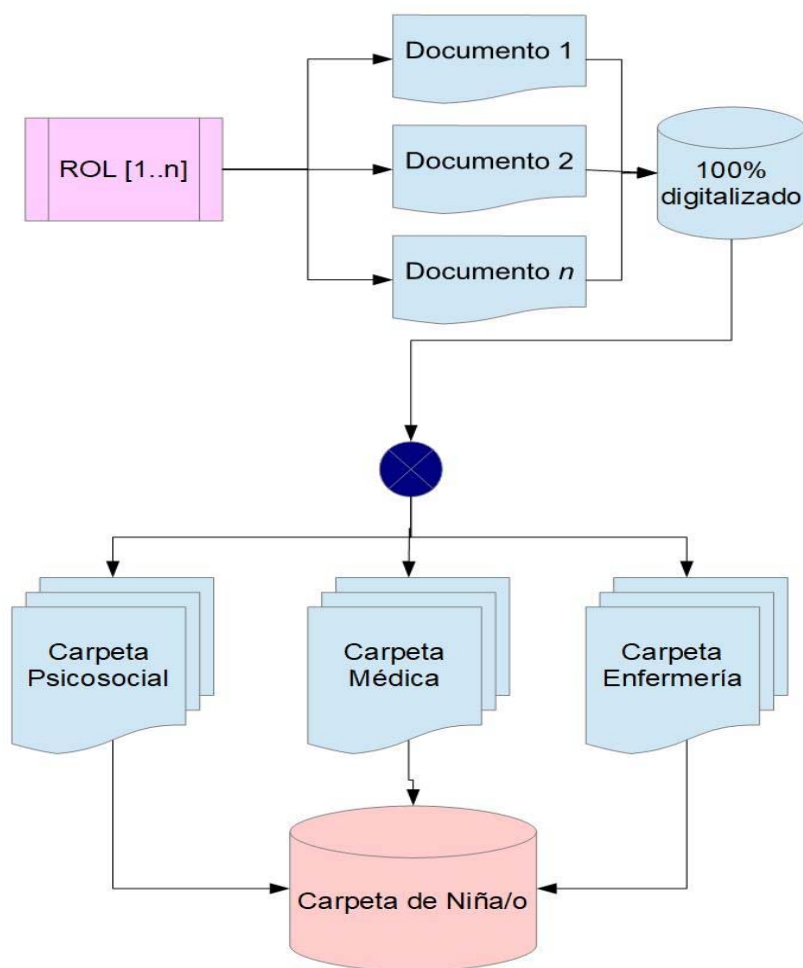 Documento 1
ROL [1..n]
Documento 2
100%
digitalizado
Documento n
Carpeta
Psicosocial
Carpeta
Médica
Carpeta
Enfermería
Carpeta de Niña/o